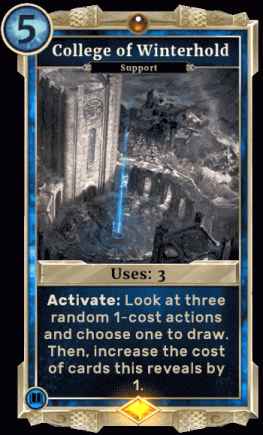 5
College of Winterhold
Support
Uses: 3
Activate: Look at three
random 1-cost actions
and choose one to draw.
Then, increase the cost
of cards this reveals by
1.